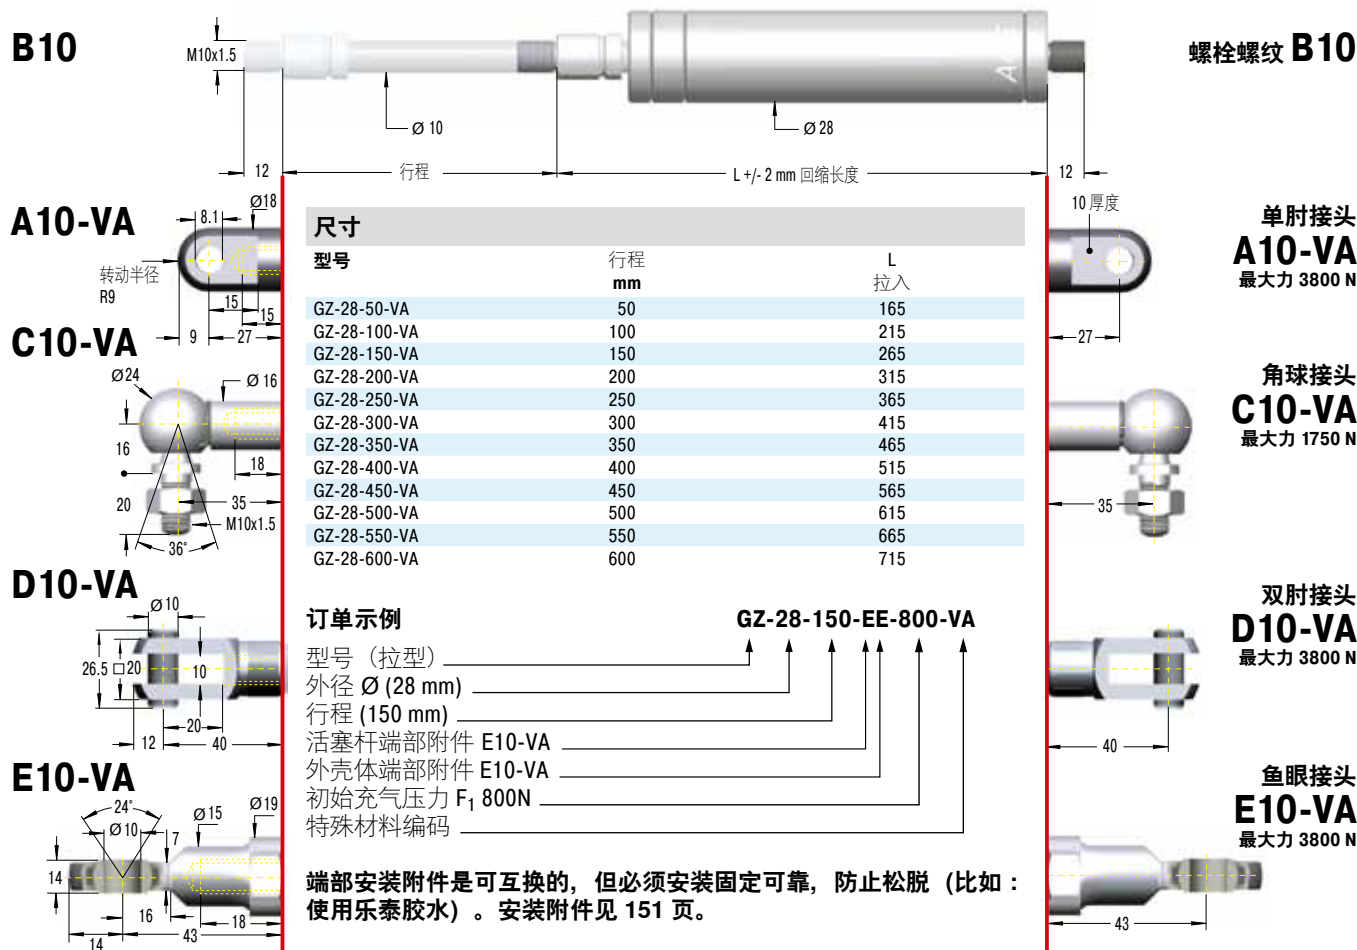 B10
M10x1.5
Ø 10
Ø 28
螺栓螺纹 B10
12
行程
L +/- 2 mm 回缩长度
12
A10-VA
8.1
Ø18
转动半径
R9
15
15
9
27
C10-VA
Ø24
Ø 16
16
18
20
35
M10x1.5
36°
D10-VA
Ø10
26.5
□20
10
20
12
40
E10-VA
24°
Ø10
7
Ø15
Ø19
14
16
18
14
43
尺寸
型号 行程 L
mm 拉入
GZ-28-50-VA 50 165
GZ-28-100-VA 100 215
GZ-28-150-VA 150 265
GZ-28-200-VA 200 315
GZ-28-250-VA 250 365
GZ-28-300-VA 300 415
GZ-28-350-VA 350 465
GZ-28-400-VA 400 515
GZ-28-450-VA 450 565
GZ-28-500-VA 500 615
GZ-28-550-VA 550 665
GZ-28-600-VA 600 715
订单示例 GZ-28-150-EE-800-VA
型号（拉型）
外径 Ø (28 mm)
行程 (150 mm)
活塞杆端部附件 E10-VA
外壳体端部附件 E10-VA
初始充气压力 F₁ 800N
特殊材料编码
端部安装附件是可互换的，但必须安装固定可靠，防止松脱（比如：
使用乐泰胶水）。安装附件见 151 页。
10 厚度
27
单肘接头
A10-VA
最大力 3800 N
35
角球接头
C10-VA
最大力 1750 N
40
双肘接头
D10-VA
最大力 3800 N
43
鱼眼接头
E10-VA
最大力 3800 N